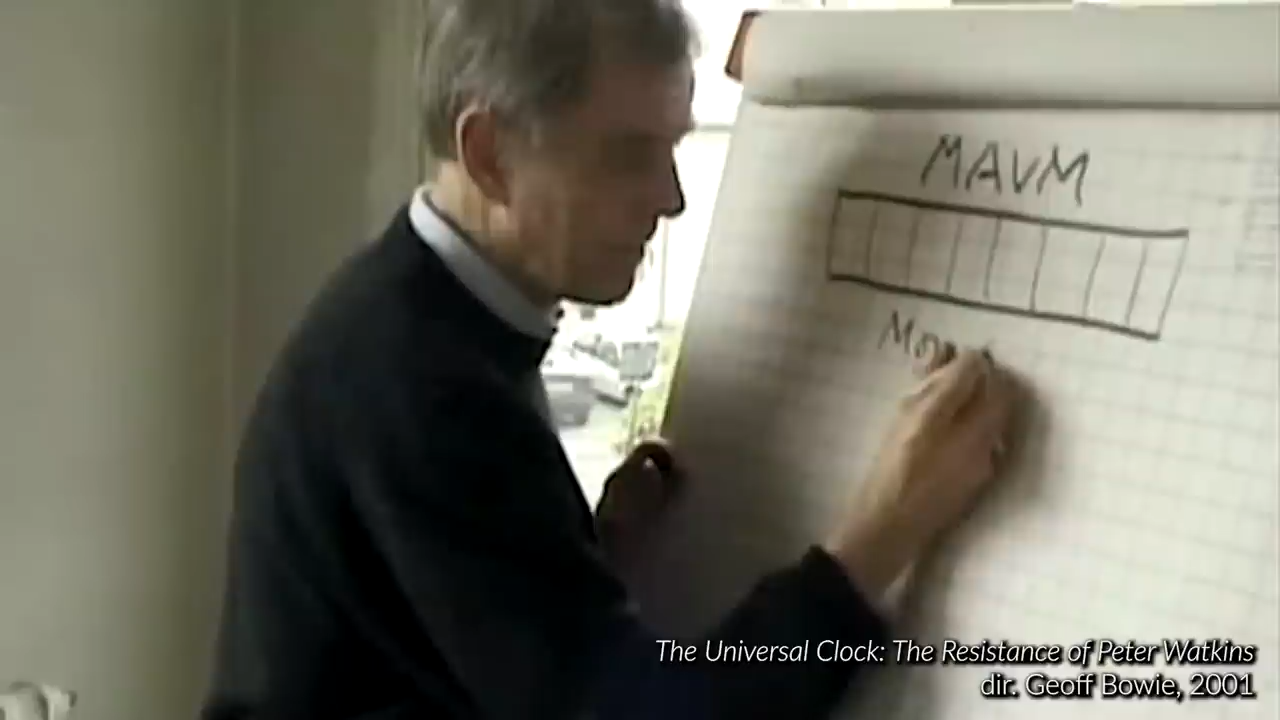 MAVM
The Universal Clock: The Resistance of Peter Watkins
dir. Geoff Bowie, 2001